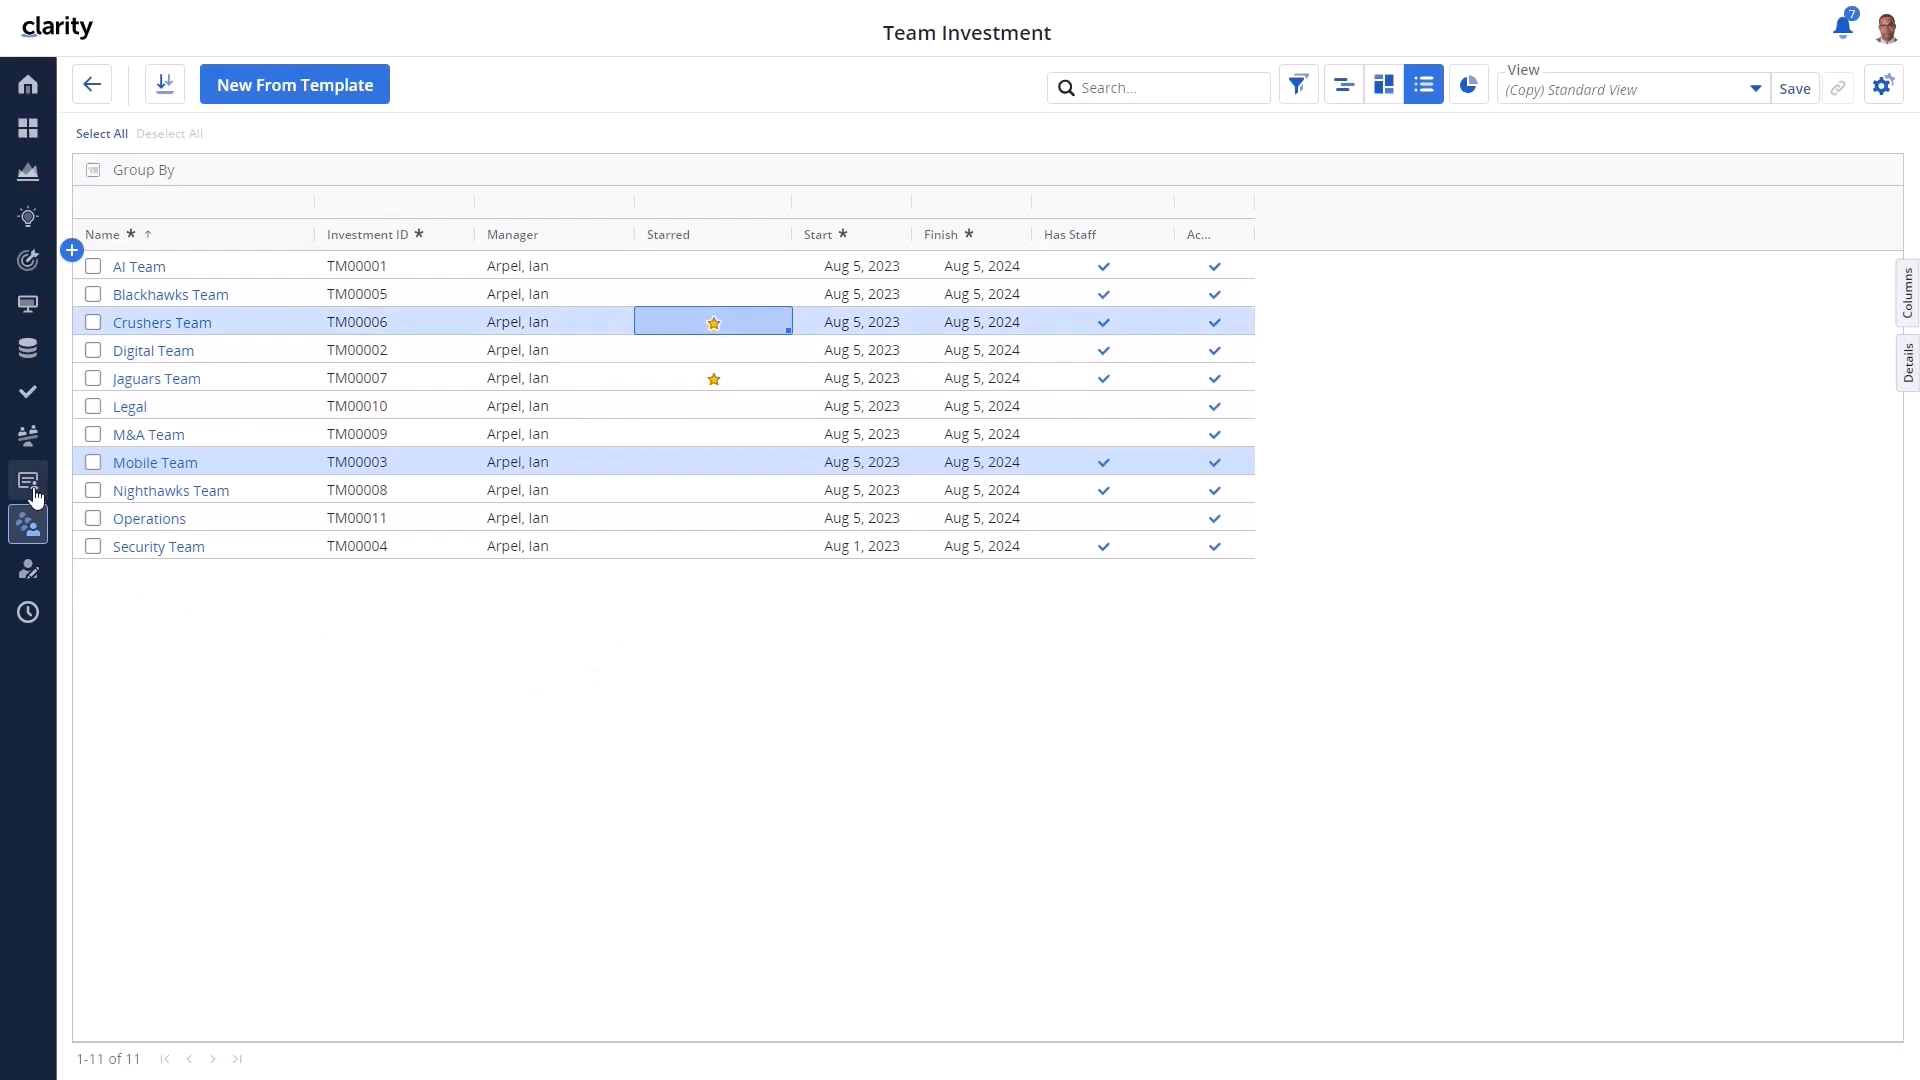 clarity
Team Investment
7
New From Template
Search...
View
(Copy) Standard View
Save
Select All Deselect All
Group By
Name * ↑ Investment ID * Manager Starred Start * Finish * Has Staff Ac...
AI Team TM00001 Arpel, Ian Aug 5, 2023 Aug 5, 2024
Blackhawks Team TM00005 Arpel, Ian Aug 5, 2023 Aug 5, 2024
Crushers Team TM00006 Arpel, Ian Aug 5, 2023 Aug 5, 2024
Digital Team TM00002 Arpel, Ian Aug 5, 2023 Aug 5, 2024
Jaguars Team TM00007 Arpel, Ian Aug 5, 2023 Aug 5, 2024
Legal TM00010 Arpel, Ian Aug 5, 2023 Aug 5, 2024
M&A Team TM00009 Arpel, Ian Aug 5, 2023 Aug 5, 2024
Mobile Team TM00003 Arpel, Ian Aug 5, 2023 Aug 5, 2024
Nighthawks Team TM00008 Arpel, Ian Aug 5, 2023 Aug 5, 2024
Operations TM00011 Arpel, Ian Aug 5, 2023 Aug 5, 2024
Security Team TM00004 Arpel, Ian Aug 1, 2023 Aug 5, 2024
Columns
Details
1-11 of 11